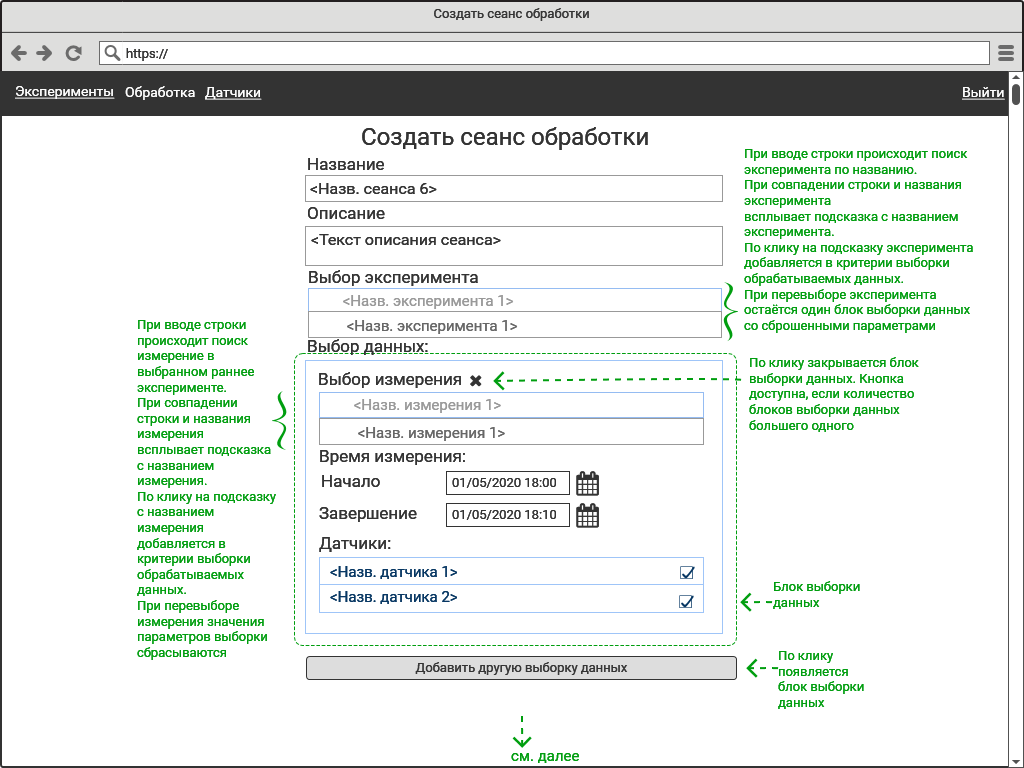 Создать сеанс обработки
https://
Эксперименты Обработка Датчики Выйти
Создать сеанс обработки
Название
<Назв. сеанса 6>
Описание
<Текст описания сеанса>
Выбор эксперимента
<Назв. эксперимента 1>
<Назв. эксперимента 1>
При вводе строки происходит поиск
эксперимента по названию.
При совпадении строки и названия
эксперимента
всплывает подсказка с названием
эксперимента.
По клику на подсказку эксперимента
добавляется в критерии выборки
обрабатываемых данных.
При перевыборе эксперимента
остаётся один блок выборки данных
со сброшенными параметрами
Выбор данных:
Выбор измерения
<Назв. измерения 1>
<Назв. измерения 1>
По клику закрывается блок
выборки данных. Кнопка
доступна, если количество
блоков выборки данных
большего одного
При вводе строки
происходит поиск
измерение в
выбранном раннее
эксперименте.
При совпадении
строки и названия
измерения
всплывает подсказка
с названием
измерения.
По клику на подсказку
с названием
измерения
добавляется в
критерии выборки
обрабатываемых
данных.
При перевыборе
измерения значения
параметров выборки
сбрасываются
Время измерения:
Начало 01/05/2020 18:00
Завершение 01/05/2020 18:10
Датчики:
<Назв. датчика 1>
<Назв. датчика 2>
Блок выборки
данных
Добавить другую выборку данных
По клику
появляется
блок выборки
данных
см. далее